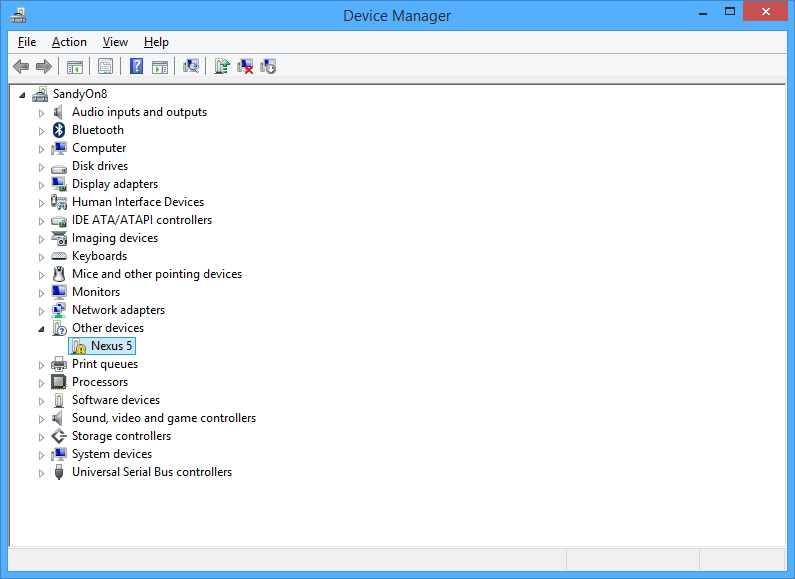 Device Manager
File Action View Help
SandyOn8
Audio inputs and outputs
Bluetooth
Computer
Disk drives
Display adapters
Human Interface Devices
IDE ATA/ATAPI controllers
Imaging devices
Keyboards
Mice and other pointing devices
Monitors
Network adapters
Other devices
Nexus 5
Print queues
Processors
Software devices
Sound, video and game controllers
Storage controllers
System devices
Universal Serial Bus controllers